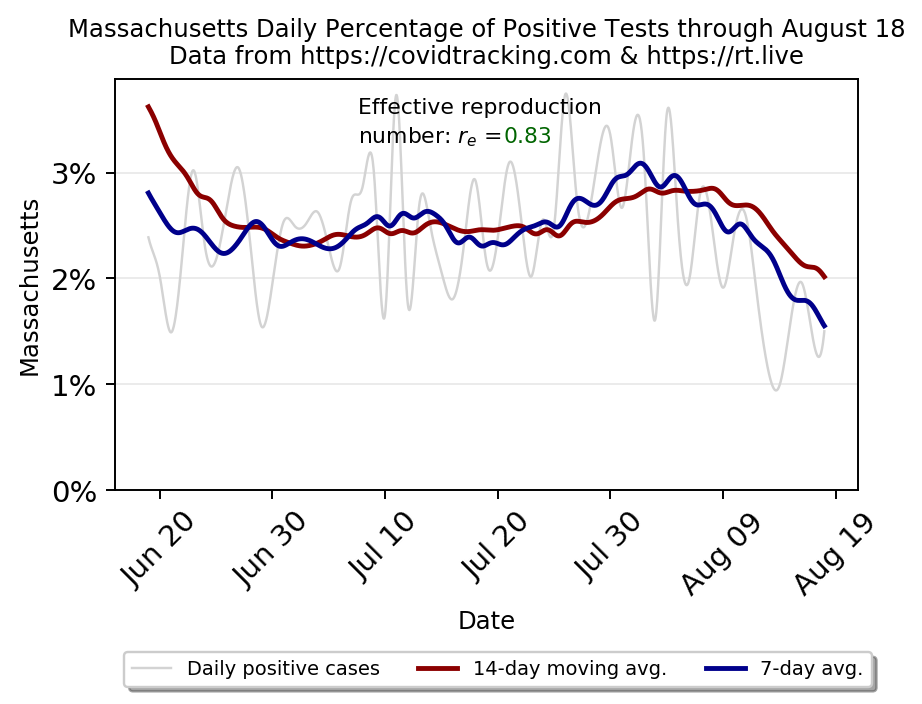 Massachusetts Daily Percentage of Positive Tests through August 18
Data from https://covidtracking.com & https://rt.live
Effective reproduction
number: r_e =0.83
3%
2%
1%
0%
Massachusetts
Jun 20
Jun 30
Jul 10
Jul 20
Jul 30
Aug 09
Aug 19
Date
Daily positive cases
14-day moving avg.
7-day avg.